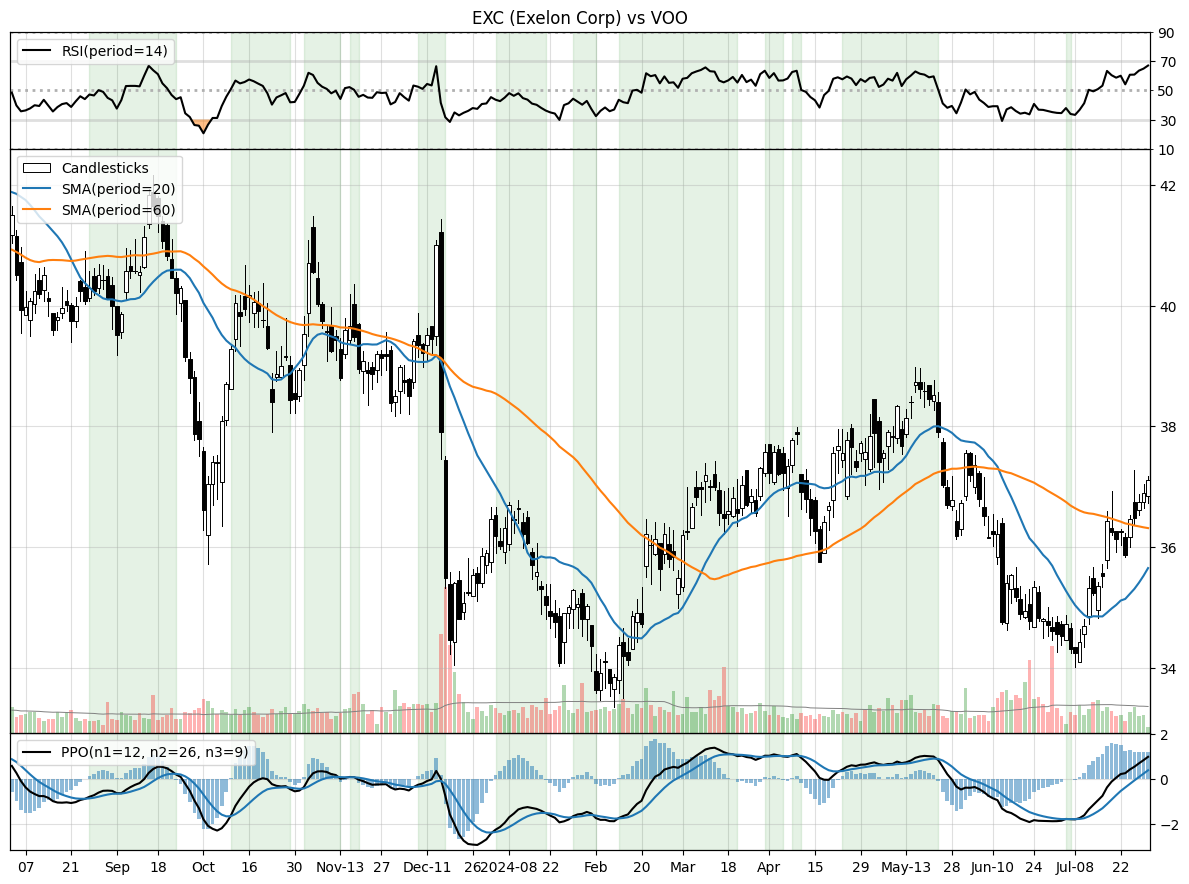 EXC (Exelon Corp) vs VOO
RSI(period=14)
90
70
50
30
10
Candlesticks
SMA(period=20)
SMA(period=60)
42
40
38
36
34
PPO(n1=12, n2=26, n3=9)
2
0
−2
07 21 Sep 18 Oct 16 30 Nov-13 27 Dec-11 26 2024-08 22 Feb 20 Mar 18 Apr 15 29 May-13 28 Jun-10 24 Jul-08 22